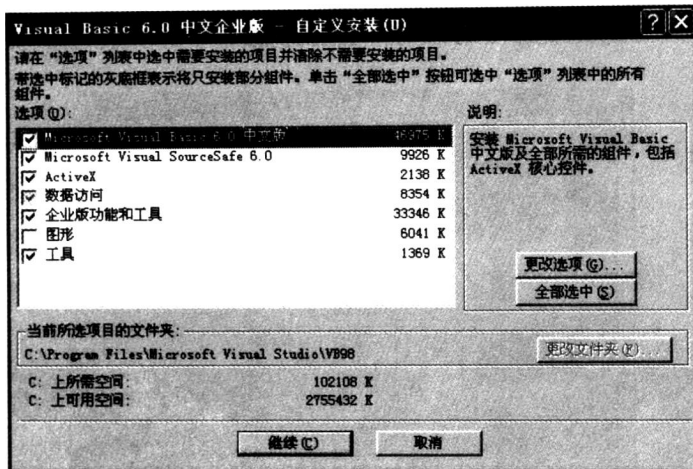 Visual Basic 6.0 中文企业版 - 自定义安装(U)
请在“选项”列表中选中需要安装的项目并清除不需要安装的项目。
带选中标记的灰底框表示将只安装部分组件。单击“全部选中”按钮可选中“选项”列表中的所有
组件。
选项(O):
说明:
Microsoft Visual Basic 6.0 中文版 46975 K
Microsoft Visual SourceSafe 6.0 9926 K
ActiveX 2138 K
数据访问 8354 K
企业版功能和工具 33346 K
图形 6041 K
工具 1369 K
安装 Microsoft Visual Basic
中文版及全部所需的组件，包括
ActiveX 核心控件。
更改选项(G)...
全部选中(S)
当前所选项目的文件夹:
C:\Program Files\Microsoft Visual Studio\VB98
更改文件夹(F)...
C: 上所需空间: 102108 K
C: 上可用空间: 2755432 K
继续(C)
取消